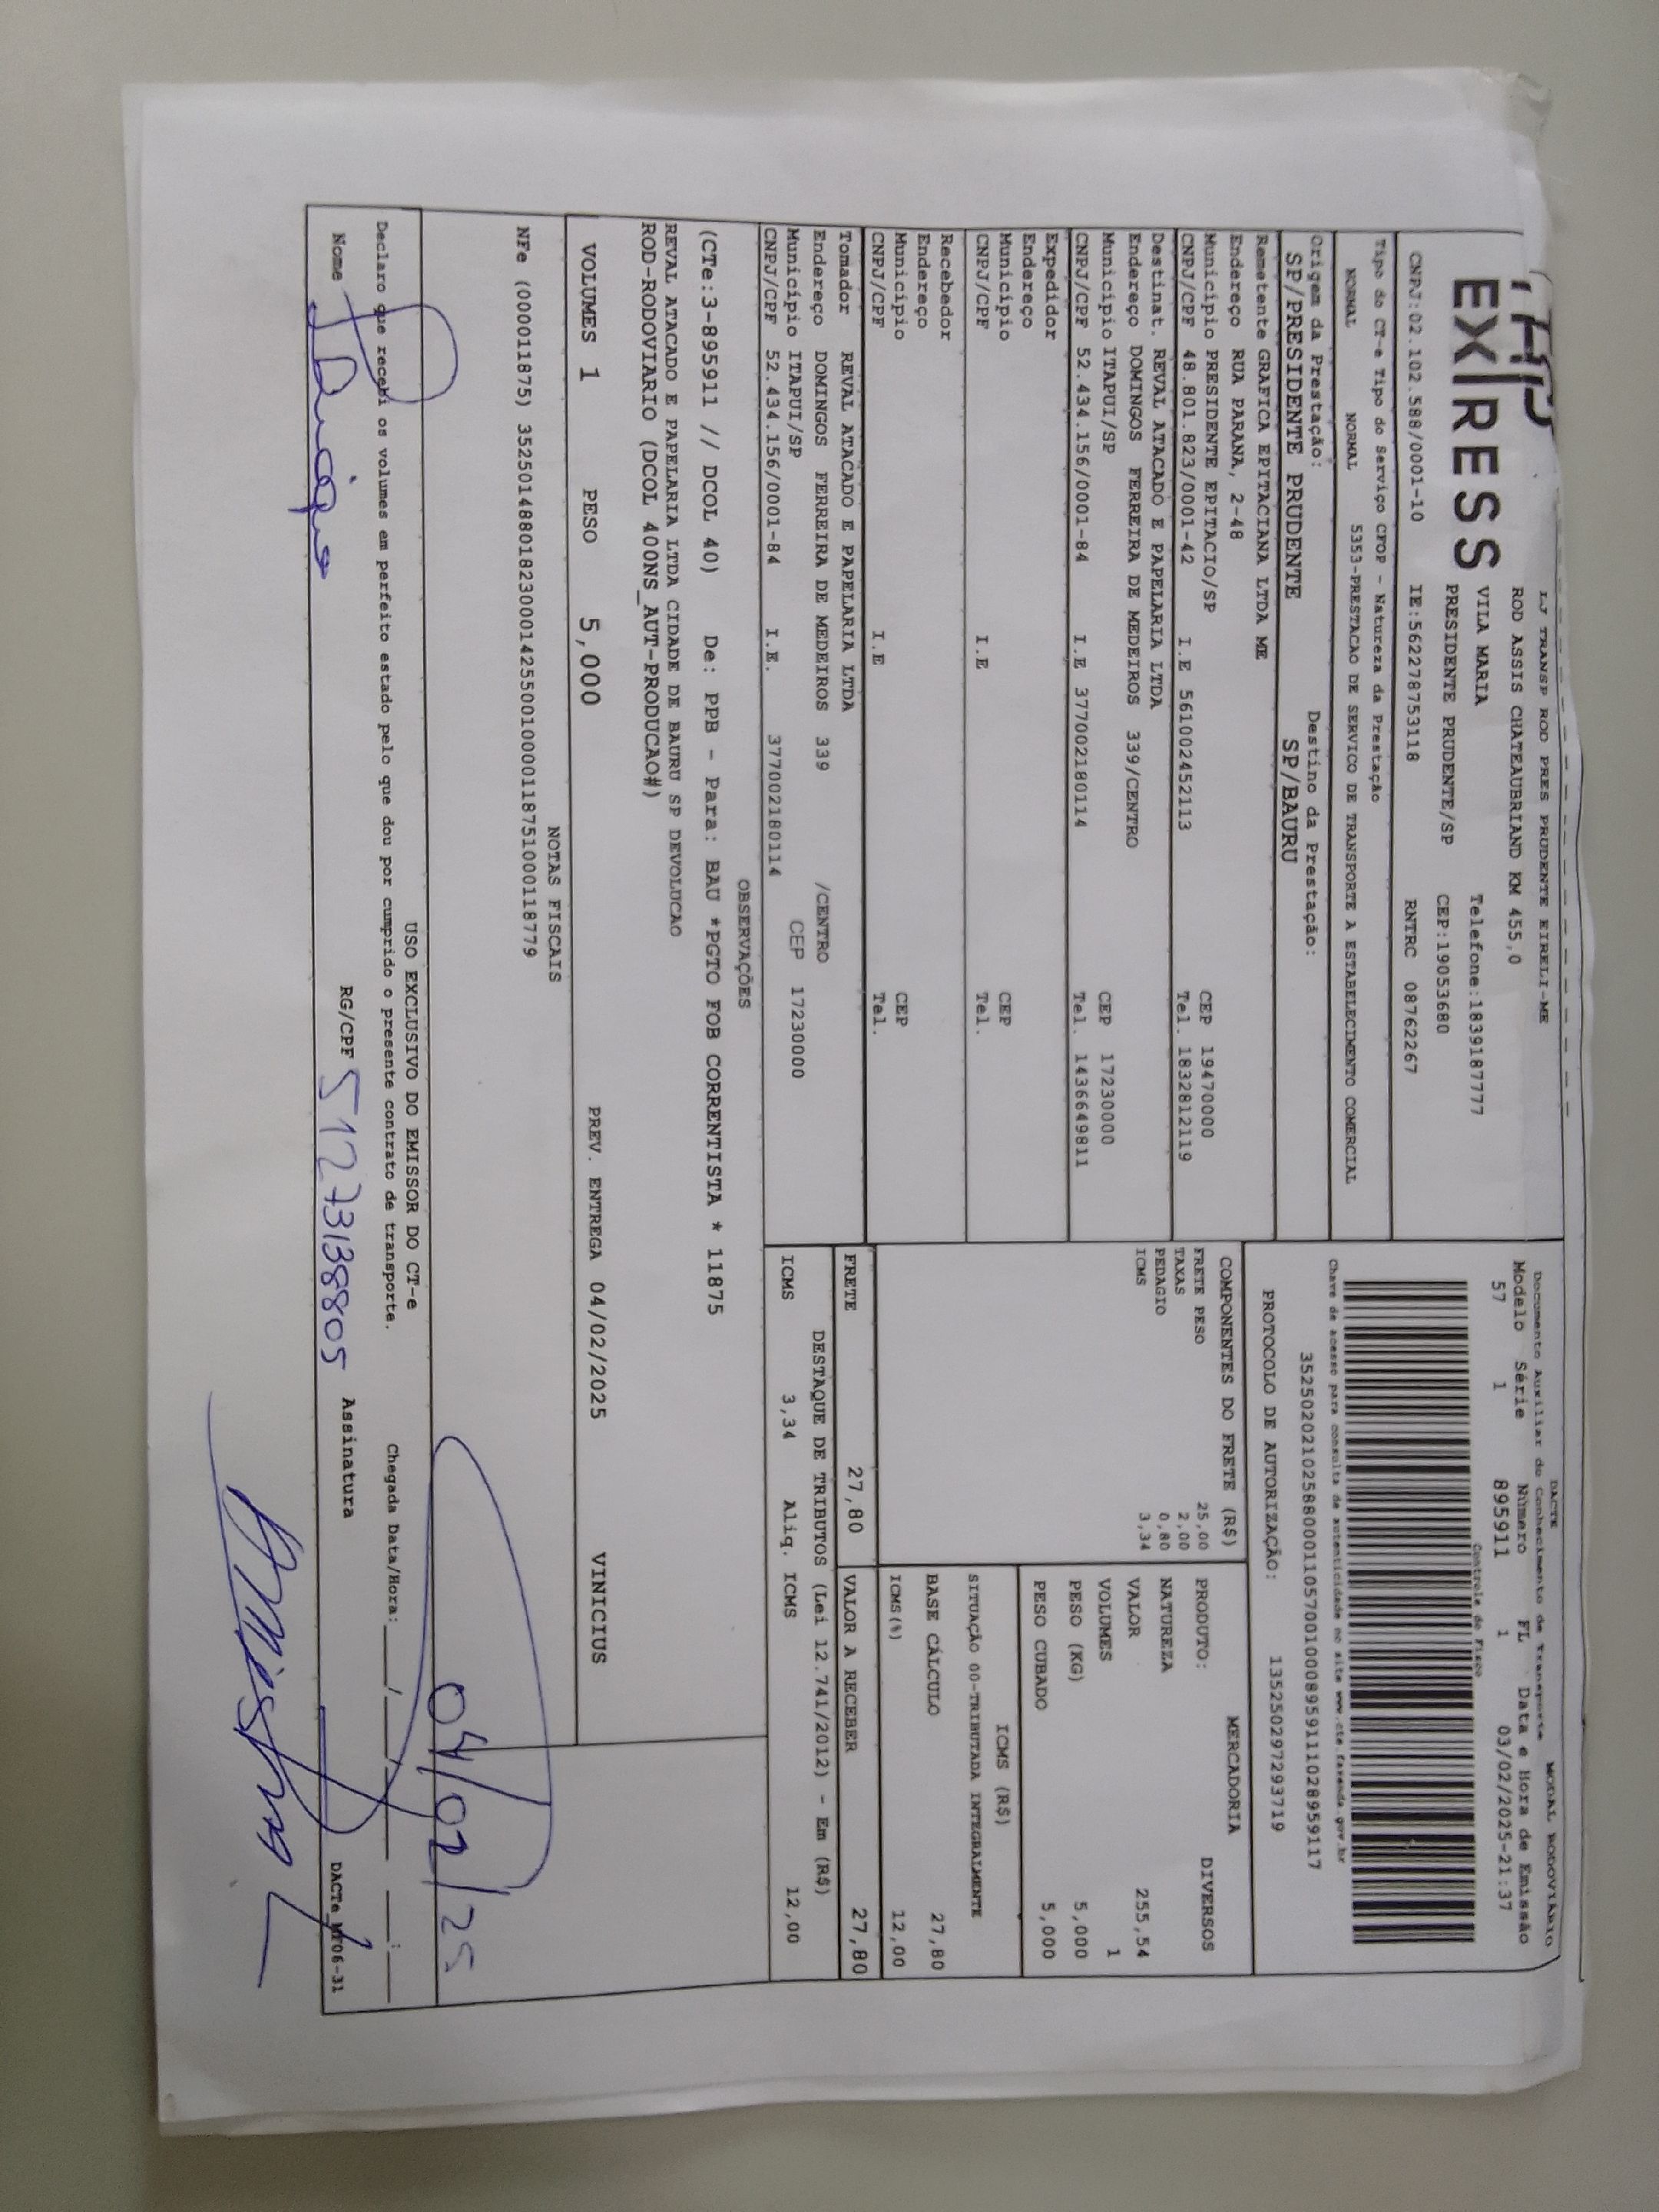 EXPRESS
LJ TRANSP ROD PRES PRUDENTE EIRELI-ME
ROD ASSIS CHATEAUBRIAND KM 455,0
VILA MARIA Telefone:1839187777
PRESIDENTE PRUDENTE/SP CEP:19053680
CNPJ:02.102.588/0001-10 IE:562278753118 RNTRC 08762267
Tipo do CT-e Tipo do Serviço CFOP - Natureza da Prestação
NORMAL NORMAL 5353-PRESTACAO DE SERVICO DE TRANSPORTE A ESTABELECIMENTO COMERCIAL
Origem da Prestação: Destino da Prestação:
SP/PRESIDENTE PRUDENTE SP/BAURU
DACTE MODAL RODOVIÁRIO
Documento Auxiliar do Conhecimento de Transporte
Modelo Série Número FL Data e Hora de Emissão
57 1 895911 1 03/02/2025-21:37
Controle do Fisco
Chave de acesso para consulta de autenticidade no site www.cte.fazenda.gov.br
35250202102588000110570010008959111028959117
PROTOCOLO DE AUTORIZAÇÃO: 135250297293719
Remetente GRAFICA EPITACIANA LTDA ME
Endereço RUA PARANA, 2-48
Município PRESIDENTE EPITACIO/SP CEP 19470000
CNPJ/CPF 48.801.823/0001-42 I.E 561002452113 Tel. 1832812119
Destinat. REVAL ATACADO E PAPELARIA LTDA
Endereço DOMINGOS FERREIRA DE MEDEIROS 339/CENTRO
Município ITAPUI/SP CEP 17230000
CNPJ/CPF 52.434.156/0001-84 I.E 377002180114 Tel. 1436649811
Expedidor
Endereço
Município CEP
CNPJ/CPF I.E Tel.
Recebedor
Endereço
Município CEP
CNPJ/CPF I.E Tel.
Tomador REVAL ATACADO E PAPELARIA LTDA
Endereço DOMINGOS FERREIRA DE MEDEIROS 339 /CENTRO
Município ITAPUI/SP CEP 17230000
CNPJ/CPF 52.434.156/0001-84 I.E. 377002180114
COMPONENTES DO FRETE (R$)
FRETE PESO 25,00
TAXAS 2,00
PEDAGIO 0,80
ICMS 3,34
MERCADORIA
PRODUTO: DIVERSOS
NATUREZA
VALOR 255,54
VOLUMES 1
PESO (KG) 5,000
PESO CUBADO 5,000
ICMS (R$)
SITUAÇÃO 00-TRIBUTADA INTEGRALMENTE
BASE CÁLCULO 27,80
ICMS(%) 12,00
FRETE 27,80 VALOR A RECEBER 27,80
DESTAQUE DE TRIBUTOS (Lei 12.741/2012) - Em (R$)
ICMS 3,34 Aliq. ICMS 12,00
OBSERVAÇÕES
(CTe:3-895911 // DCOL 40) De: PPB - Para: BAU *PGTO FOB CORRENTISTA * 11875
REVAL ATACADO E PAPELARIA LTDA CIDADE DE BAURU SP DEVOLUCAO
ROD-RODOVIARIO (DCOL 400NS_AUT-PRODUCAO#)
VOLUMES 1 PESO 5,000 PREV. ENTREGA 04/02/2025 VINICIUS
NOTAS FISCAIS
NFe (000011875) 35250148801823000142550010000118751000118779
USO EXCLUSIVO DO EMISSOR DO CT-e
04/02/25
Declaro que recebi os volumes em perfeito estado pelo que dou por cumprido o presente contrato de transporte. Chegada Data/Hora: ___/___/___ ___:___
Nome RG/CPF 51273138805 Assinatura DACTe_MF06-31